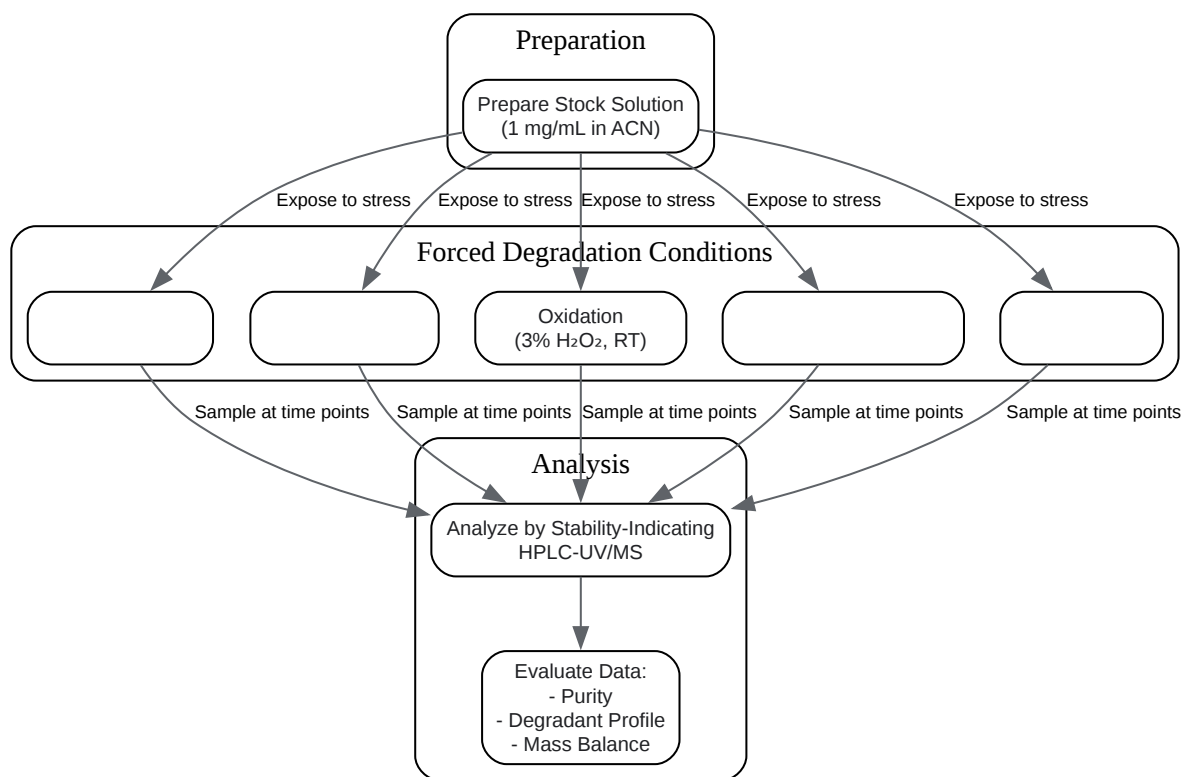 Preparation
Prepare Stock Solution
(1 mg/mL in ACN)
Expose to stress
Expose to stress
Expose to stress
Expose to stress
Expose to stress
Forced Degradation Conditions
Oxidation
(3% H₂O₂, RT)
Sample at time points
Sample at time points
Sample at time points
Sample at time points
Sample at time points
Analysis
Analyze by Stability-Indicating
HPLC-UV/MS
Evaluate Data:
- Purity
- Degradant Profile
- Mass Balance